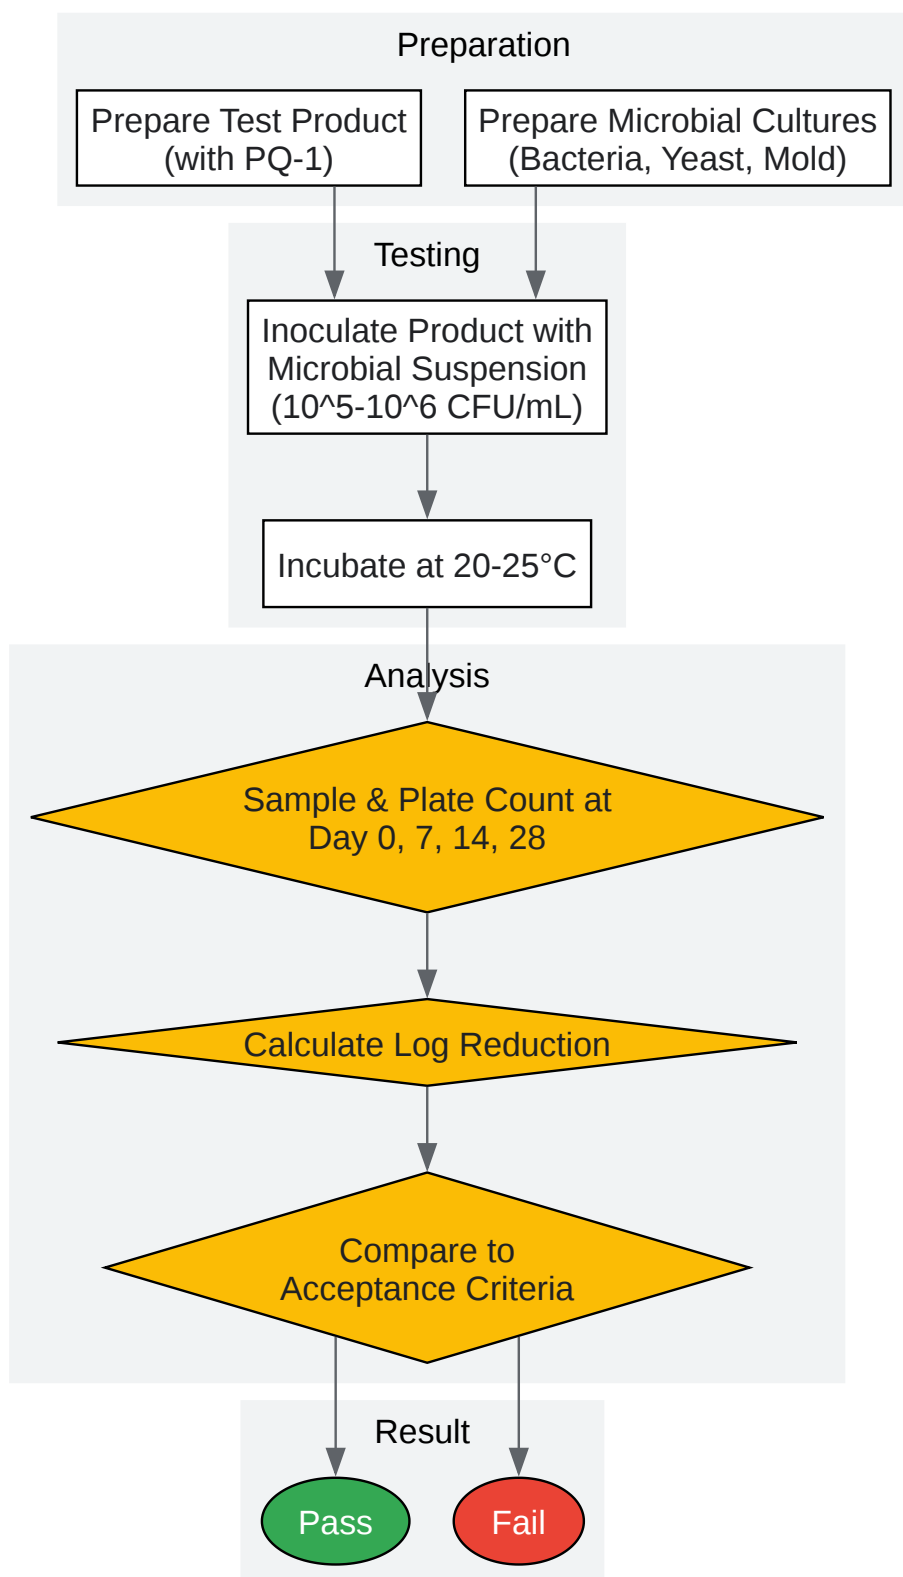 Preparation
Prepare Test Product
(with PQ-1)
Prepare Microbial Cultures
(Bacteria, Yeast, Mold)
Testing
Inoculate Product with
Microbial Suspension
(10^5-10^6 CFU/mL)
Incubate at 20-25°C
Analysis
Sample & Plate Count at
Day 0, 7, 14, 28
Calculate Log Reduction
Compare to
Acceptance Criteria
Result
Pass
Fail